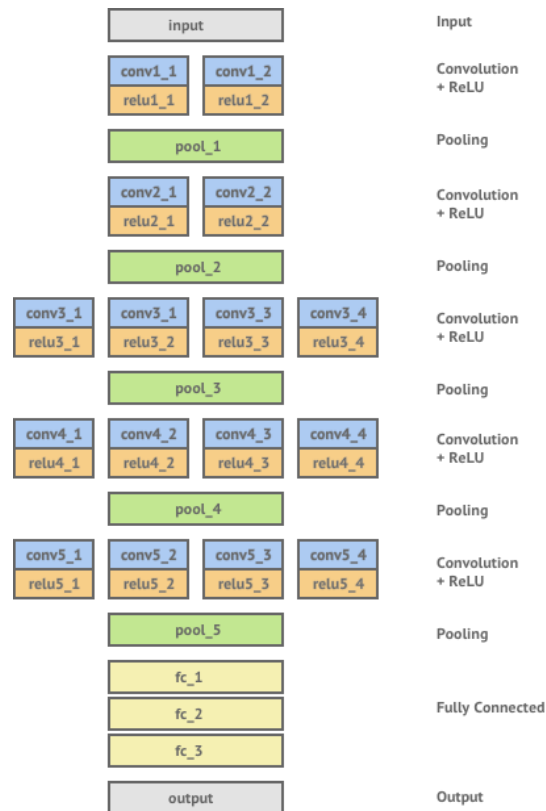 input Input
conv1_1 conv1_2 Convolution
relu1_1 relu1_2 + ReLU
pool_1 Pooling
conv2_1 conv2_2 Convolution
relu2_1 relu2_2 + ReLU
pool_2 Pooling
conv3_1 conv3_1 conv3_3 conv3_4 Convolution
relu3_1 relu3_2 relu3_3 relu3_4 + ReLU
pool_3 Pooling
conv4_1 conv4_2 conv4_3 conv4_4 Convolution
relu4_1 relu4_2 relu4_3 relu4_4 + ReLU
pool_4 Pooling
conv5_1 conv5_2 conv5_3 conv5_4 Convolution
relu5_1 relu5_2 relu5_3 relu5_4 + ReLU
pool_5 Pooling
fc_1
fc_2 Fully Connected
fc_3
output Output